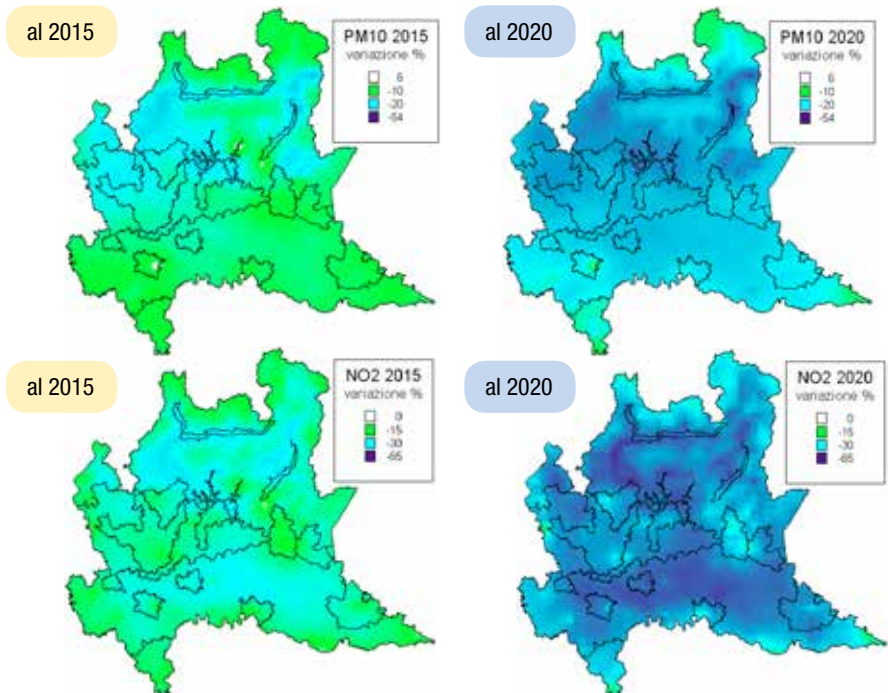 al 2015
PM10 2015
variazione %
6
-10
-20
-54
al 2020
PM10 2020
variazione %
6
-10
-20
-54
al 2015
NO2 2015
variazione %
0
-15
-30
-65
al 2020
NO2 2020
variazione %
0
-15
-30
-65